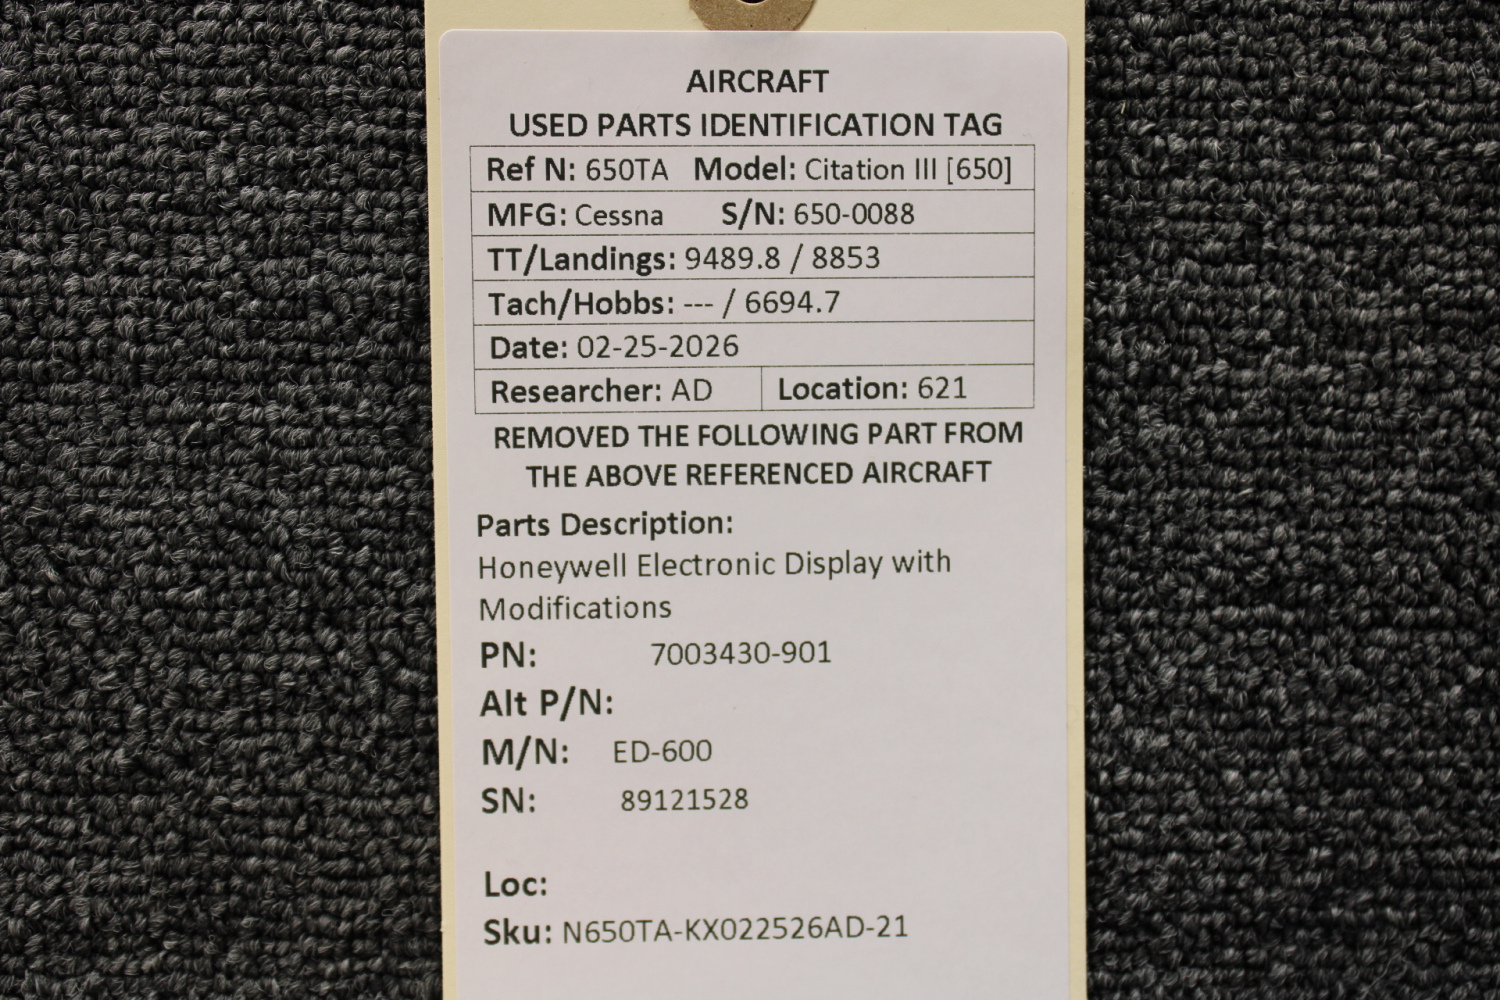 AIRCRAFT
USED PARTS IDENTIFICATION TAG
Ref N: 650TA Model: Citation III [650]
MFG: Cessna S/N: 650-0088
TT/Landings: 9489.8 / 8853
Tach/Hobbs: --- / 6694.7
Date: 02-25-2026
Researcher: AD Location: 621
REMOVED THE FOLLOWING PART FROM
THE ABOVE REFERENCED AIRCRAFT
Parts Description:
Honeywell Electronic Display with
Modifications
PN: 7003430-901
Alt P/N:
M/N: ED-600
SN: 89121528
Loc:
Sku: N650TA-KX022526AD-21